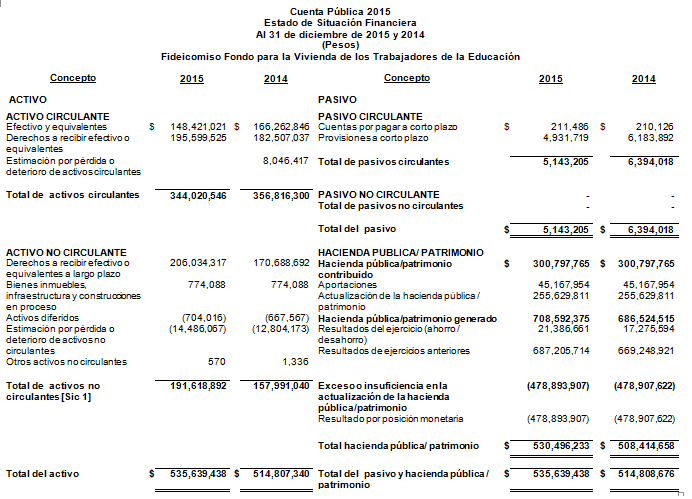 Cuenta Pública 2015
Estado de Situación Financiera
Al 31 de diciembre de 2015 y 2014
(Pesos)
Fideicomiso Fondo para la Vivienda de los Trabajadores de la Educación
Concepto 2015 2014 Concepto 2015 2014
ACTIVO PASIVO
ACTIVO CIRCULANTE PASIVO CIRCULANTE
Efectivo y equivalentes $ 148,421,021 $ 166,262,846 Cuentas por pagar a corto plazo $ 211,486 $ 210,126
Derechos a recibir efectivo o 195,599,525 182,507,037 Provisiones a corto plazo 4,931,719 6,183,892
equivalentes
Estimación por pérdida o 8,046,417 Total de pasivos circulantes 5,143,205 6,394,018
deterioro de activos circulantes
Total de activos circulantes 344,020,546 356,816,300 PASIVO NO CIRCULANTE - -
Total de pasivos no circulantes - -
Total del pasivo $ 5,143,205 $ 6,394,018
ACTIVO NO CIRCULANTE HACIENDA PUBLICA/ PATRIMONIO
Derechos a recibir efectivo o 206,034,317 170,688,692 Hacienda pública/patrimonio $ 300,797,765 $ 300,797,765
equivalentes a largo plazo contribuido
Bienes inmuebles, 774,088 774,088 Aportaciones 45,167,954 45,167,954
infraestructura y construcciones Actualización de la hacienda pública / 255,629,811 255,629,811
en proceso patrimonio
Activos diferidos (704,016) (667,567) Hacienda pública/patrimonio generado 708,592,375 686,524,515
Estimación por pérdida o (14,486,067) (12,804,173) Resultados del ejercicio (ahorro / 21,386,661 17,275,594
deterioro de activos no desahorro)
circulantes Resultados de ejercicios anteriores 687,205,714 669,248,921
Otros activos no circulantes 570 1,336
Total de activos no 191,618,892 157,991,040 Exceso o insuficiencia en la (478,893,907) (478,907,622)
circulantes [Sic 1] actualización de la hacienda
pública/patrimonio
Resultado por posición monetaria (478,893,907) (478,907,622)
Total hacienda pública/ patrimonio $ 530,496,233 $ 508,414,658
Total del activo $ 535,639,438 $ 514,807,340 Total del pasivo y hacienda pública / $ 535,639,438 $ 514,808,676
patrimonio